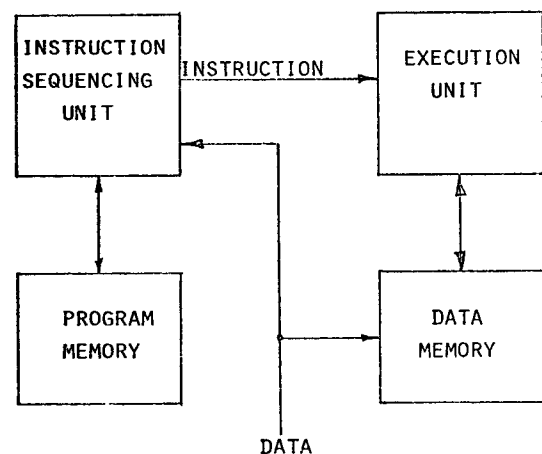 INSTRUCTION
SEQUENCING
UNIT
INSTRUCTION
EXECUTION
UNIT
PROGRAM
MEMORY
DATA
MEMORY
DATA